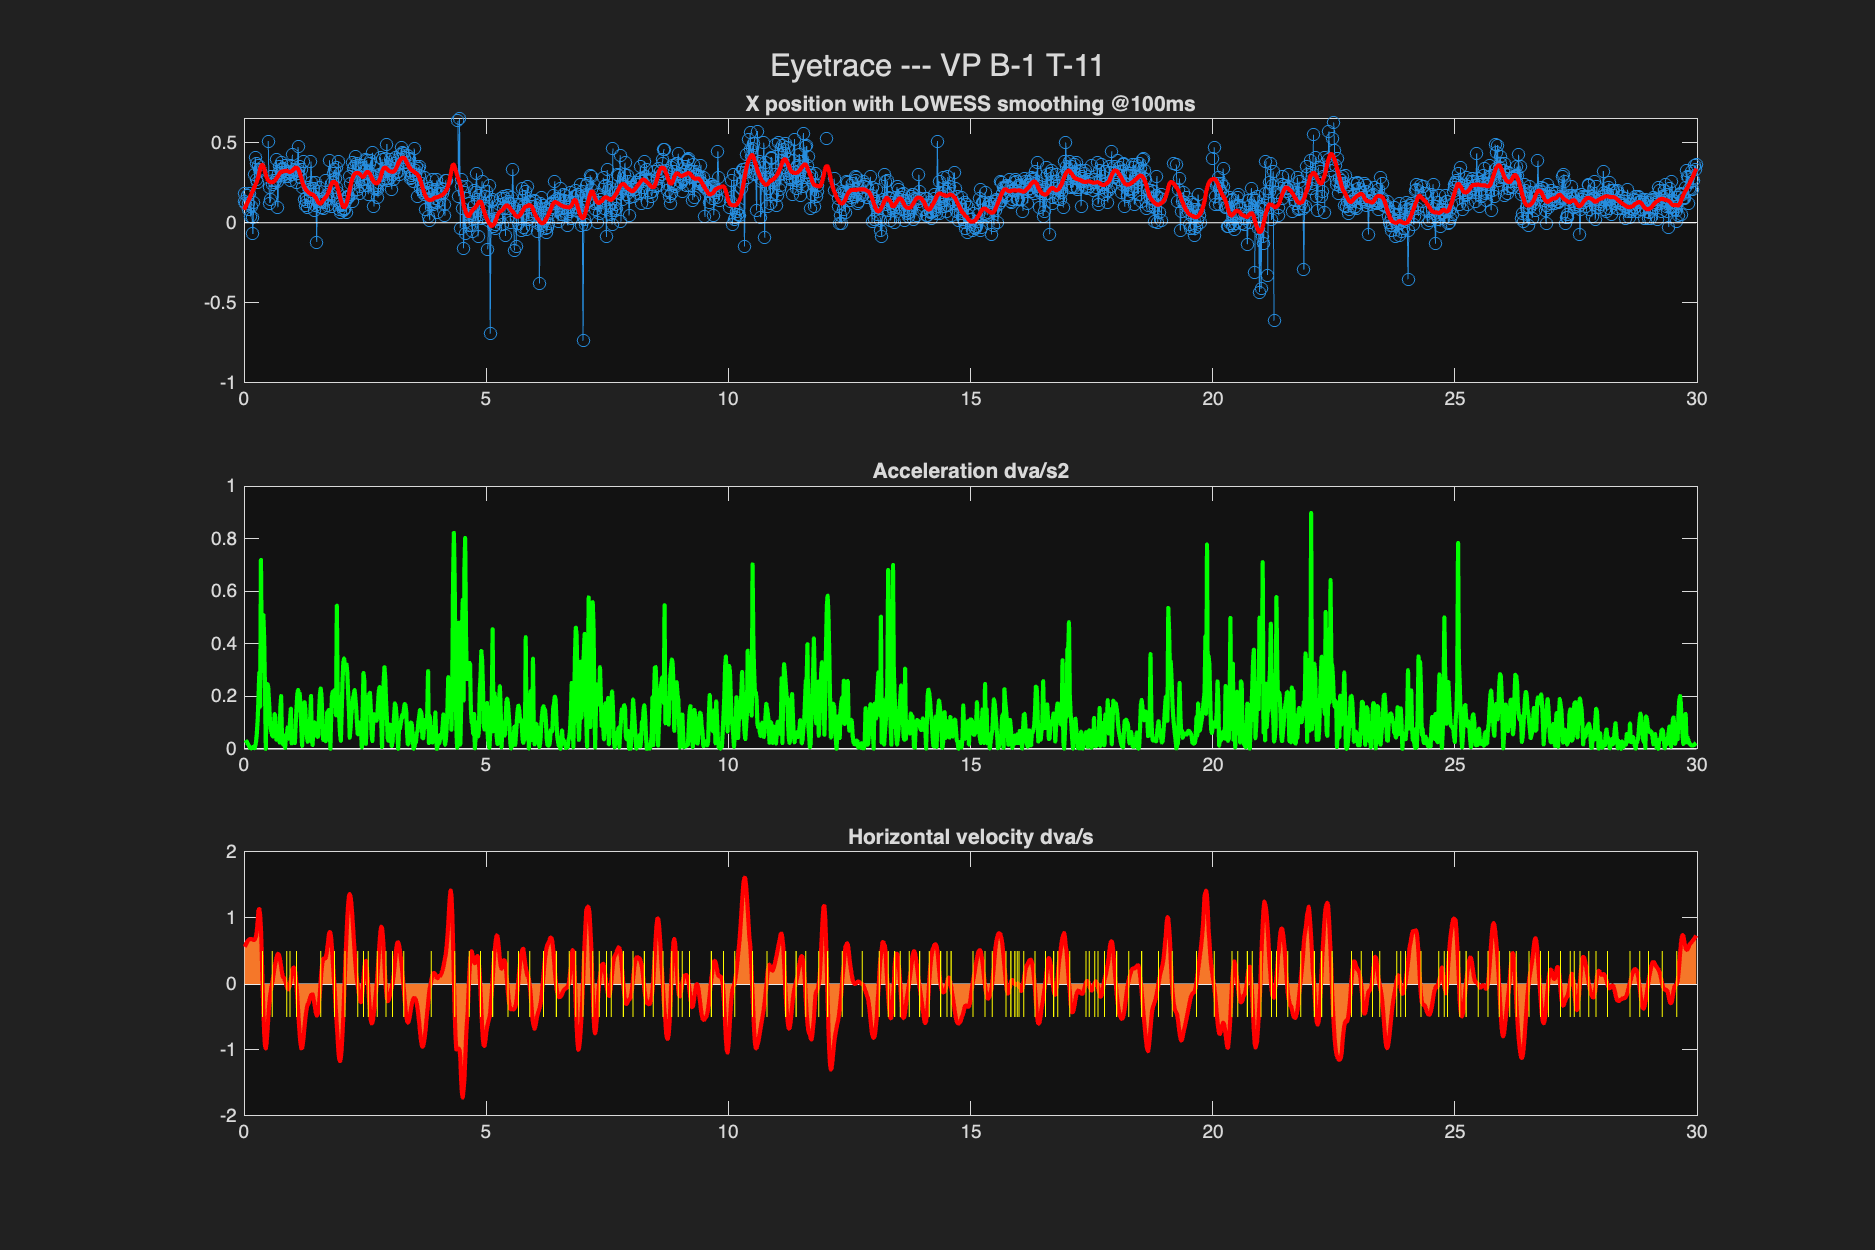 Eyetrace --- VP B-1 T-11
X position with LOWESS smoothing @100ms
0.5
0
-0.5
-1
0 5 10 15 20 25 30
Acceleration dva/s2
1
0.8
0.6
0.4
0.2
0
0 5 10 15 20 25 30
Horizontal velocity dva/s
2
1
0
-1
-2
0 5 10 15 20 25 30